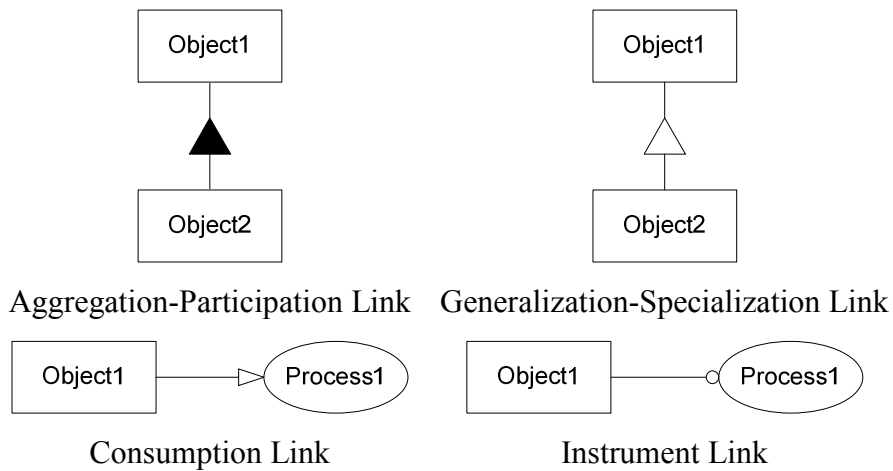 Object1 Object1
Object2 Object2
Aggregation-Participation Link Generalization-Specialization Link
Object1 Process1 Object1 Process1
Consumption Link Instrument Link